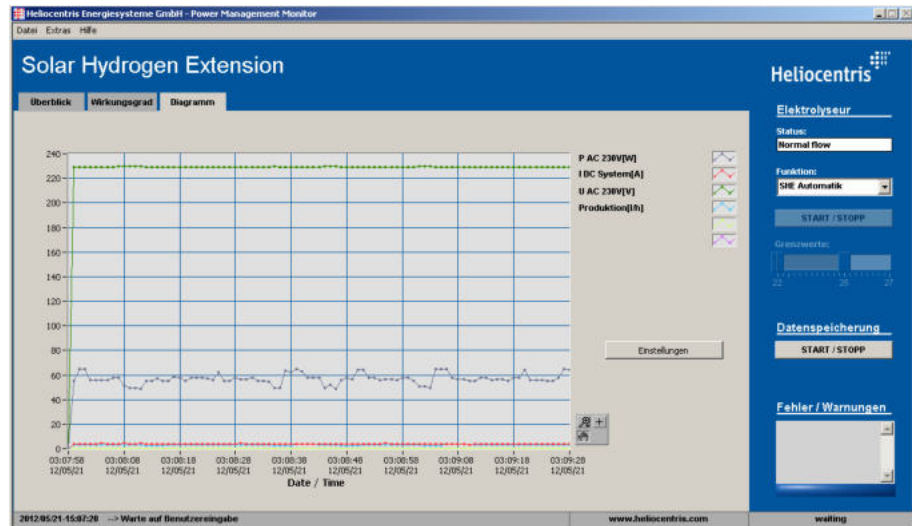 Heliocentris Energiesysteme GmbH - Power Management Monitor
Datei Extras Hilfe
Solar Hydrogen Extension
Heliocentris
Überblick Wirkungsgrad Diagramm
240
220
200
180
160
140
120
100
80
60
40
20
0
03:07:58 03:08:08 03:08:18 03:08:28 03:08:38 03:08:48 03:08:58 03:09:08 03:09:18 03:09:28
12/05/21 12/05/21 12/05/21 12/05/21 12/05/21 12/05/21 12/05/21 12/05/21 12/05/21 12/05/21
Date / Time
P AC 230V[W]
I DC System[A]
U AC 230V[V]
Produktion[l/h]
Einstellungen
Elektrolyseur
Status:
Normal flow
Funktion:
SHE Automatik
START / STOPP
Grenzwerte:
22 26 27
Datenspeicherung
START / STOPP
Fehler / Warnungen
2012/05/21-15:07:20 --> Warte auf Benutzereingabe
www.heliocentris.com
waiting